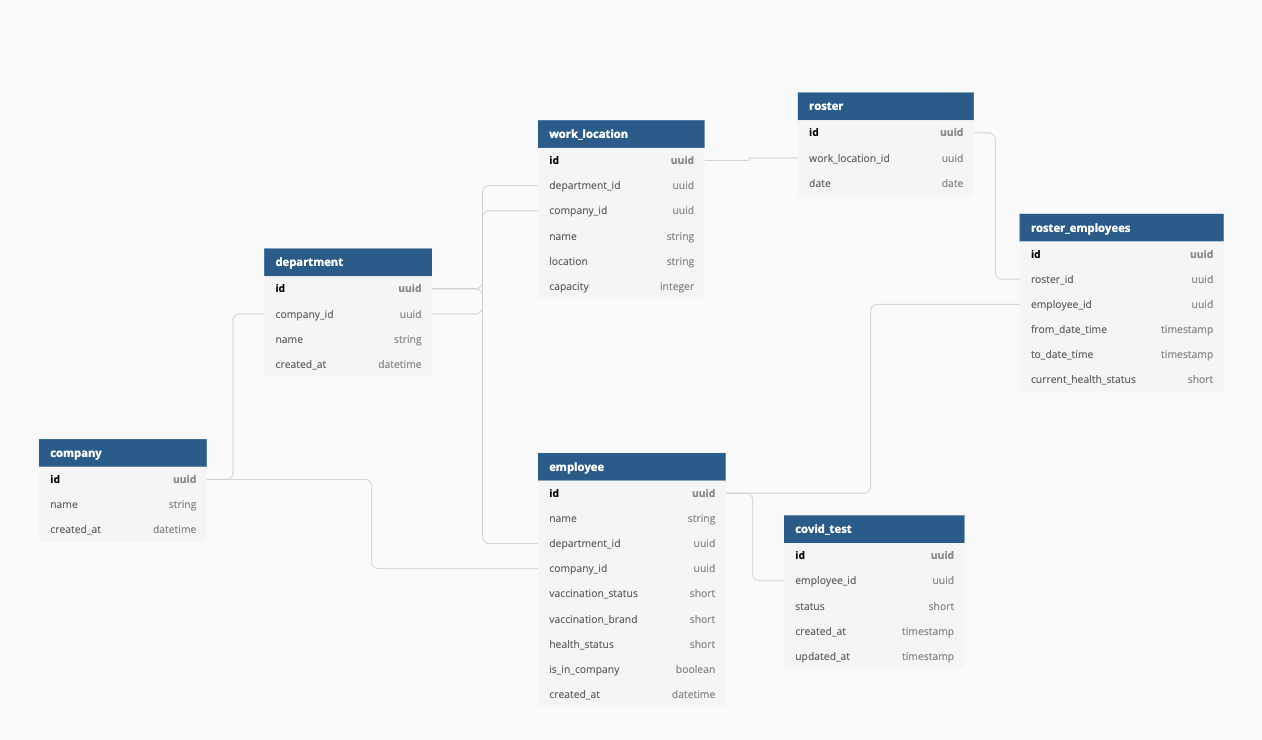 roster
id uuid
work_location_id uuid
date date
work_location
id uuid
department_id uuid
company_id uuid
name string
location string
capacity integer
roster_employees
id uuid
roster_id uuid
employee_id uuid
from_date_time timestamp
to_date_time timestamp
current_health_status short
department
id uuid
company_id uuid
name string
created_at datetime
company
id uuid
name string
created_at datetime
employee
id uuid
name string
department_id uuid
company_id uuid
vaccination_status short
vaccination_brand short
health_status short
is_in_company boolean
created_at datetime
covid_test
id uuid
employee_id uuid
status short
created_at timestamp
updated_at timestamp